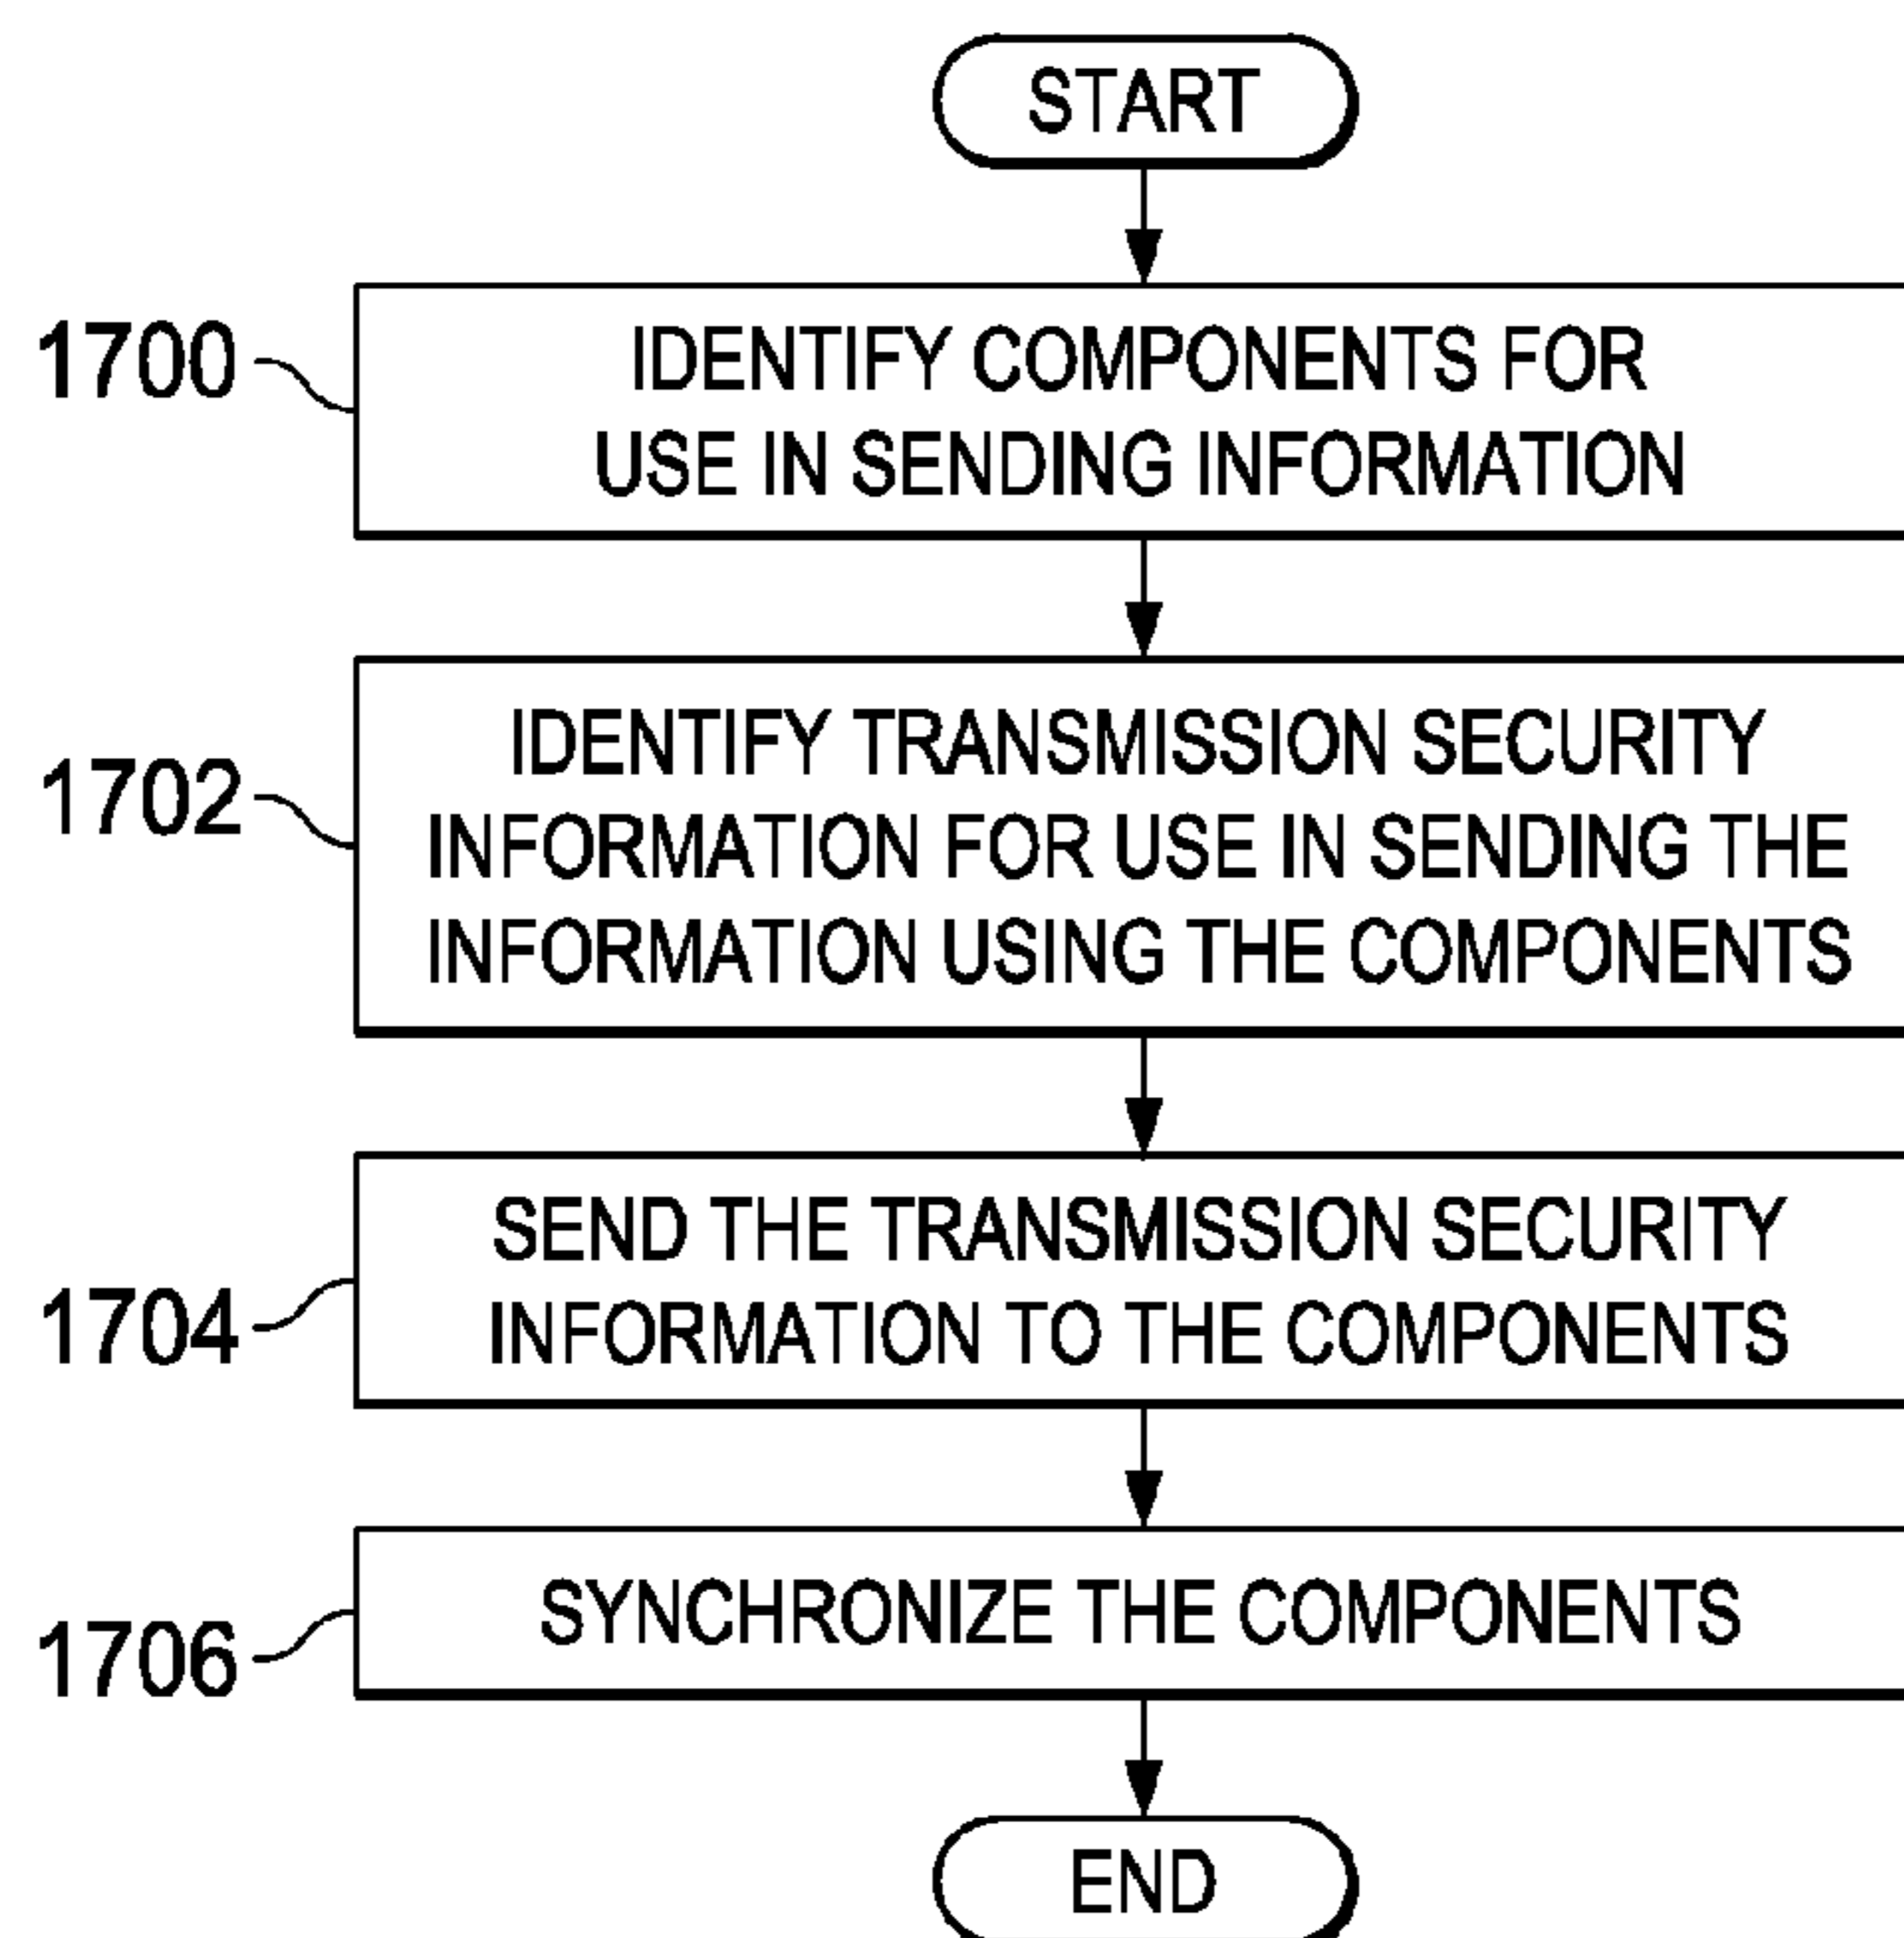 START
1700
IDENTIFY COMPONENTS FOR
USE IN SENDING INFORMATION
1702
IDENTIFY TRANSMISSION SECURITY
INFORMATION FOR USE IN SENDING THE
INFORMATION USING THE COMPONENTS
1704
SEND THE TRANSMISSION SECURITY
INFORMATION TO THE COMPONENTS
1706
SYNCHRONIZE THE COMPONENTS
END